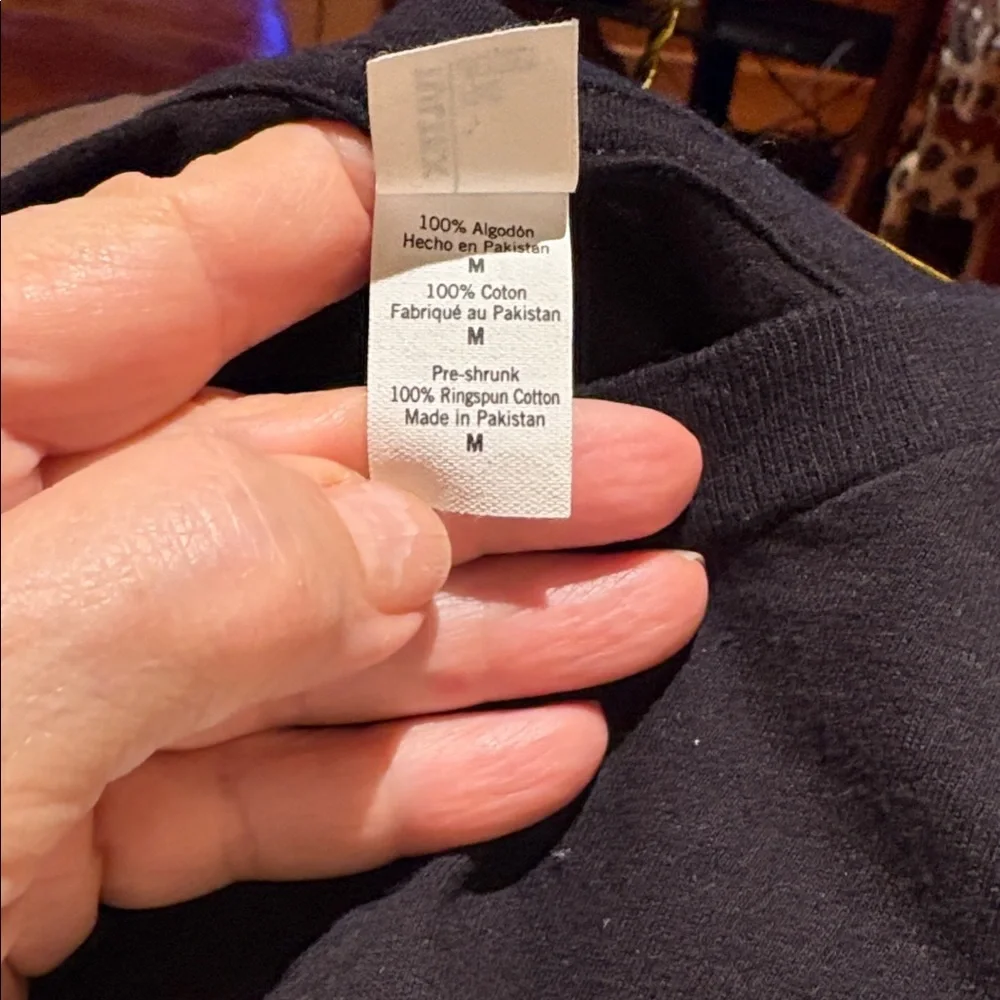 100% Algodón
Hecho en Pakistan
M
100% Coton
Fabriqué au Pakistan
M
Pre-shrunk
100% Ringspun Cotton
Made in Pakistan
M